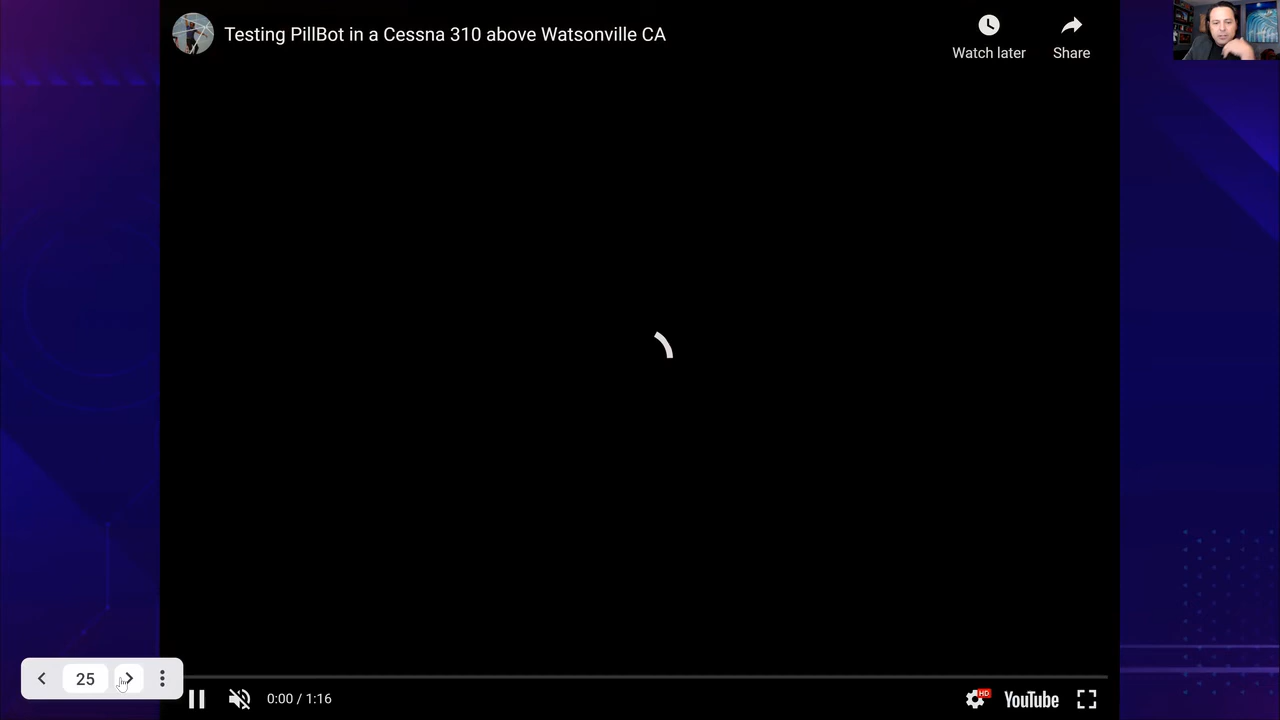 Testing PillBot in a Cessna 310 above Watsonville CA
Watch later
Share
25
0:00 / 1:16
HD
YouTube